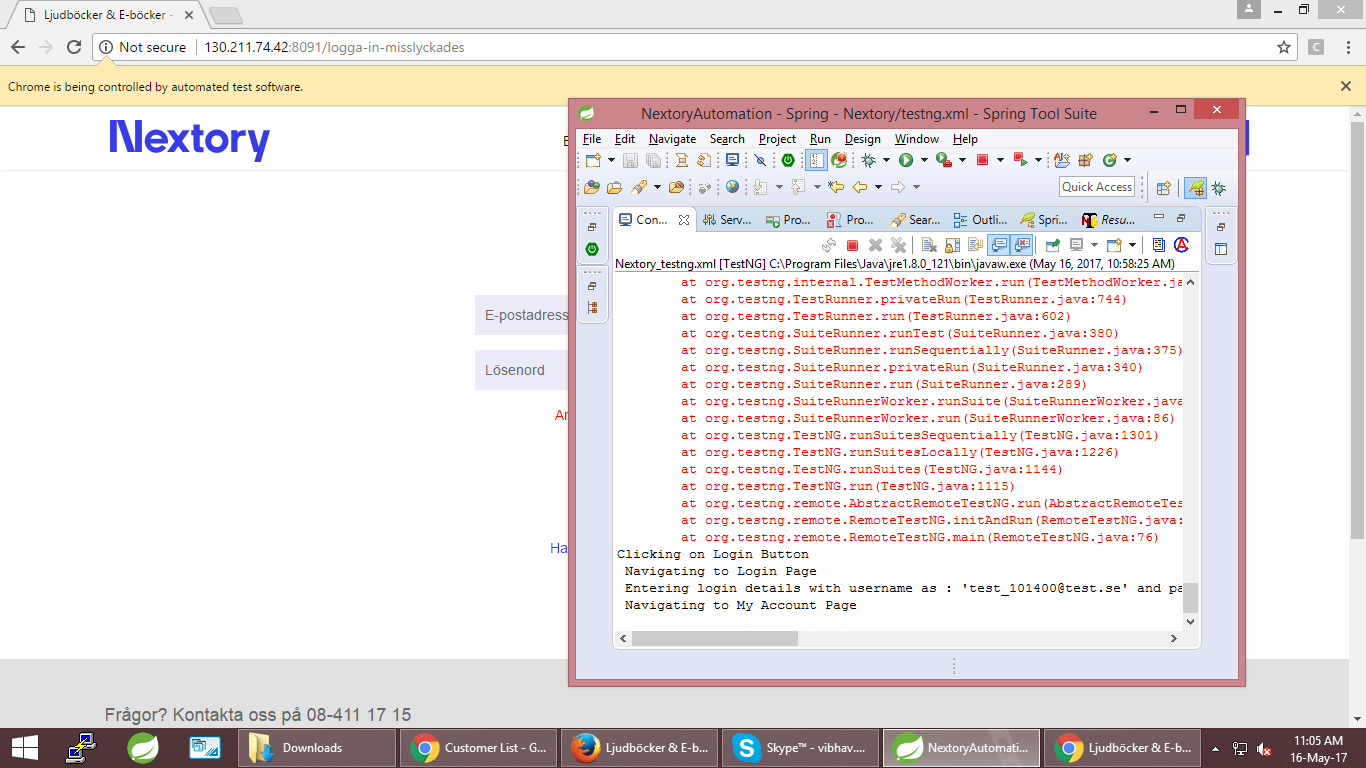 Ljudböcker & E-böcker -
Not secure
130.211.74.42:8091/logga-in-misslyckades
C
Chrome is being controlled by automated test software.
Nextory
E-postadress
Lösenord
Frågor? Kontakta oss på 08-411 17 15
NextoryAutomation - Spring - Nextory/testng.xml - Spring Tool Suite
File Edit Navigate Search Project Run Design Window Help
Quick Access
Con... Serv... Pro... Pro... Sear... Outli... Spri... Resu...
Nextory_testng.xml [TestNG] C:\Program Files\Java\jre1.8.0_121\bin\javaw.exe (May 16, 2017, 10:58:25 AM)
at org.testng.internal.TestMethodWorker.run(TestMethodWorker.ja
at org.testng.TestRunner.privateRun(TestRunner.java:744)
at org.testng.TestRunner.run(TestRunner.java:602)
at org.testng.SuiteRunner.runTest(SuiteRunner.java:380)
at org.testng.SuiteRunner.runSequentially(SuiteRunner.java:375)
at org.testng.SuiteRunner.privateRun(SuiteRunner.java:340)
at org.testng.SuiteRunner.run(SuiteRunner.java:289)
at org.testng.SuiteRunnerWorker.runSuite(SuiteRunnerWorker.java
at org.testng.SuiteRunnerWorker.run(SuiteRunnerWorker.java:86)
at org.testng.TestNG.runSuitesSequentially(TestNG.java:1301)
at org.testng.TestNG.runSuitesLocally(TestNG.java:1226)
at org.testng.TestNG.runSuites(TestNG.java:1144)
at org.testng.TestNG.run(TestNG.java:1115)
at org.testng.remote.AbstractRemoteTestNG.run(AbstractRemoteTes
at org.testng.remote.RemoteTestNG.initAndRun(RemoteTestNG.java:
at org.testng.remote.RemoteTestNG.main(RemoteTestNG.java:76)
Clicking on Login Button
Navigating to Login Page
Entering login details with username as : 'test_101400@test.se' and pa
Navigating to My Account Page
Downloads
Customer List - G...
Ljudböcker & E-b...
Skype™ - vibhav....
NextoryAutomati...
Ljudböcker & E-b...
11:05 AM
16-May-17